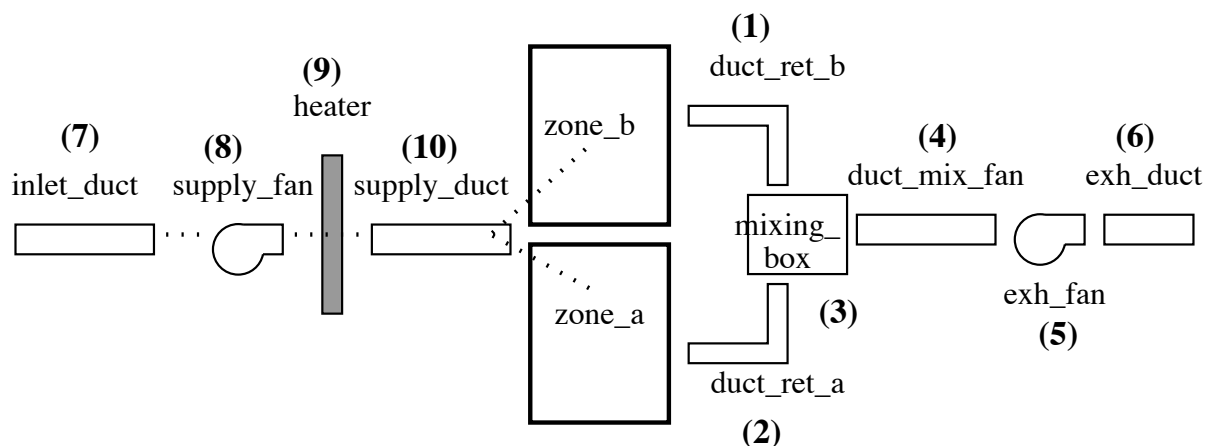 (1)
duct_ret_b
(9)
heater
zone_b
(7)
inlet_duct
(8)
supply_fan
(10)
supply_duct
(4)
duct_mix_fan
(6)
exh_duct
mixing_
box
exh_fan
(5)
(3)
zone_a
duct_ret_a
(2)